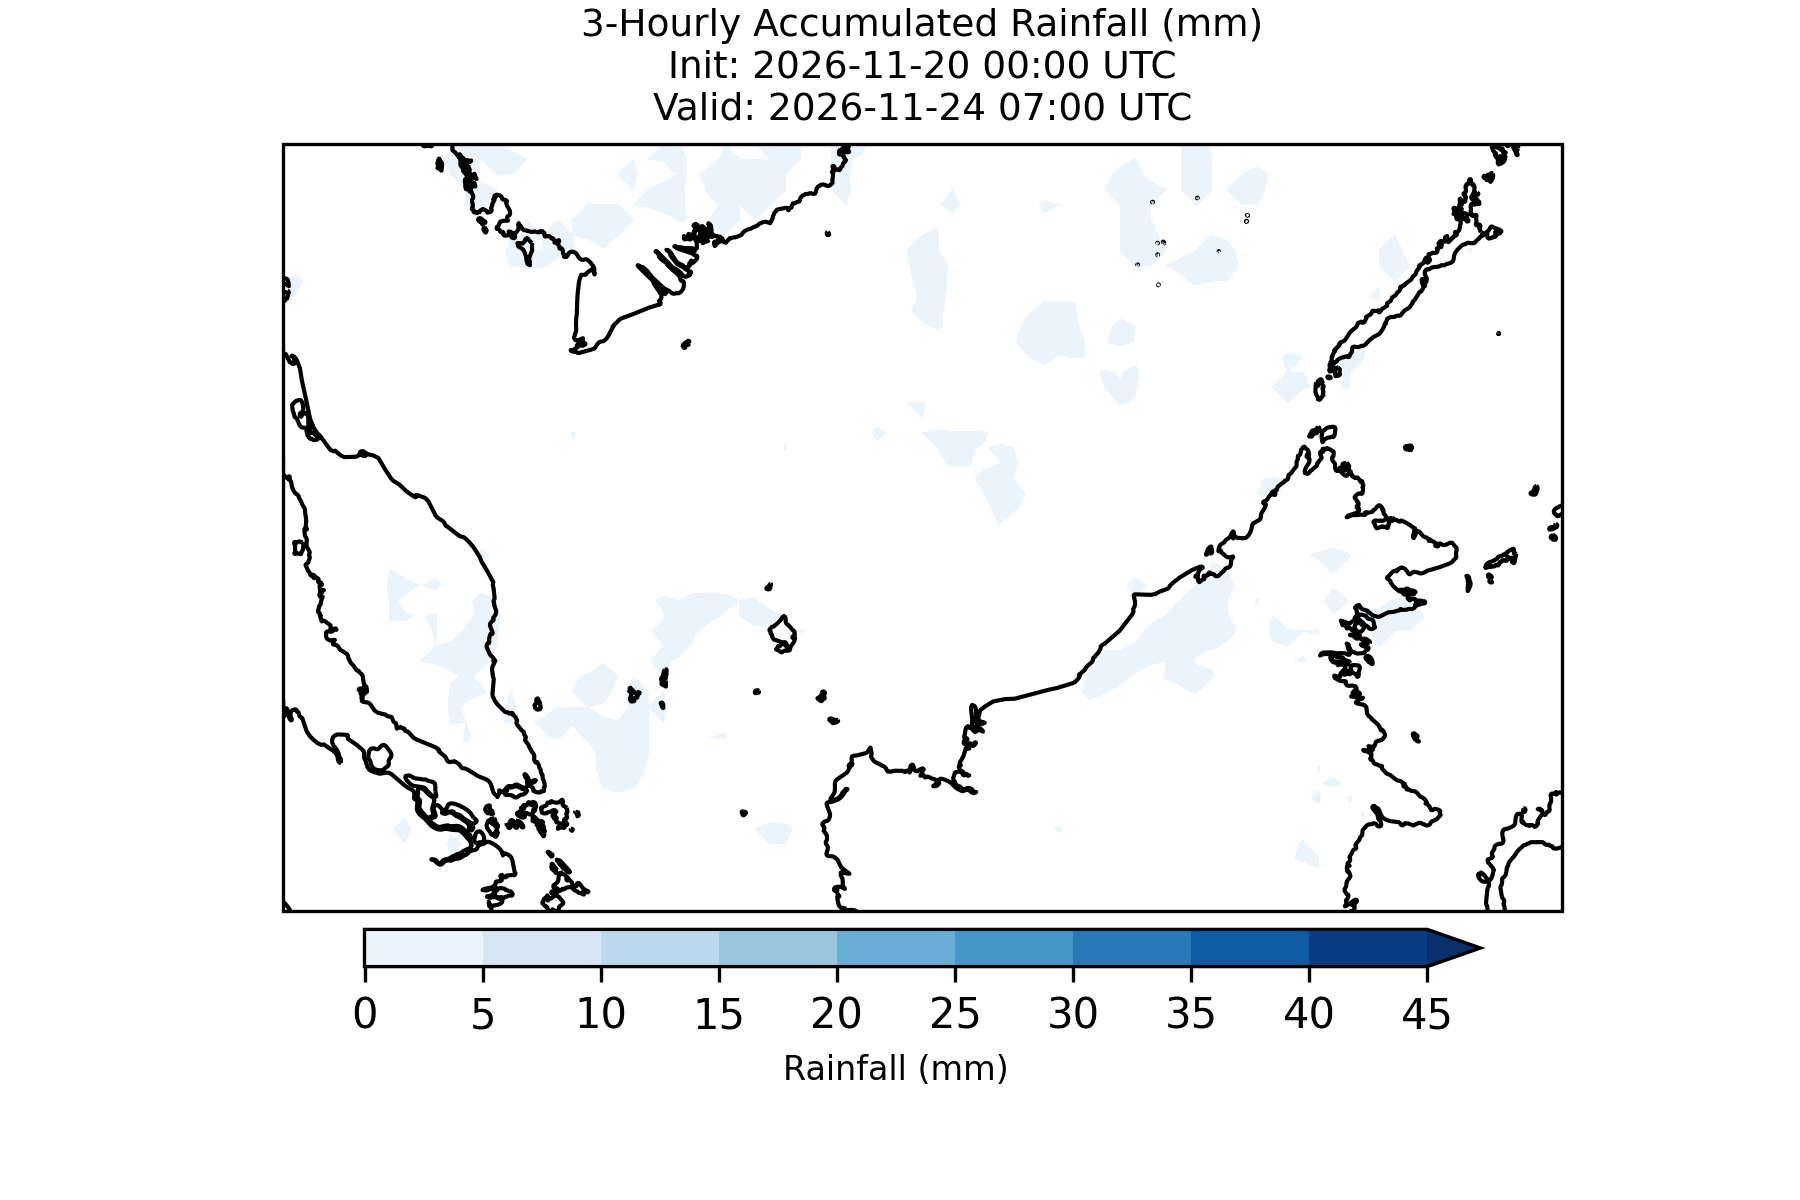 3-Hourly Accumulated Rainfall (mm)
Init: 2026-11-20 00:00 UTC
Valid: 2026-11-24 07:00 UTC
0 5 10 15 20 25 30 35 40 45
Rainfall (mm)